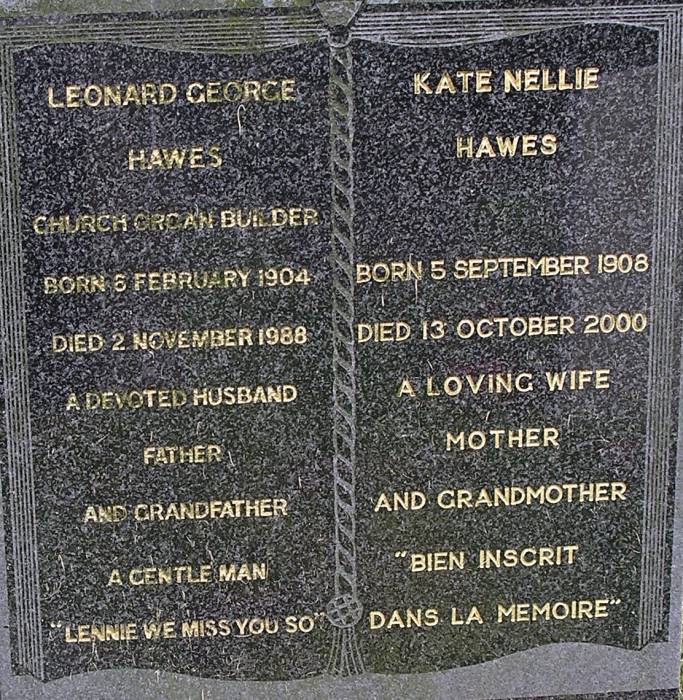 LEONARD GEORGE
HAWES
CHURCH ORGAN BUILDER
BORN 6 FEBRUARY 1904
DIED 2 NOVEMBER 1988
A DEVOTED HUSBAND
FATHER
AND GRANDFATHER
A GENTLE MAN
"LENNIE WE MISS YOU SO"
KATE NELLIE
HAWES
BORN 5 SEPTEMBER 1908
DIED 13 OCTOBER 2000
A LOVING WIFE
MOTHER
AND GRANDMOTHER
"BIEN INSCRIT
DANS LA MEMOIRE"